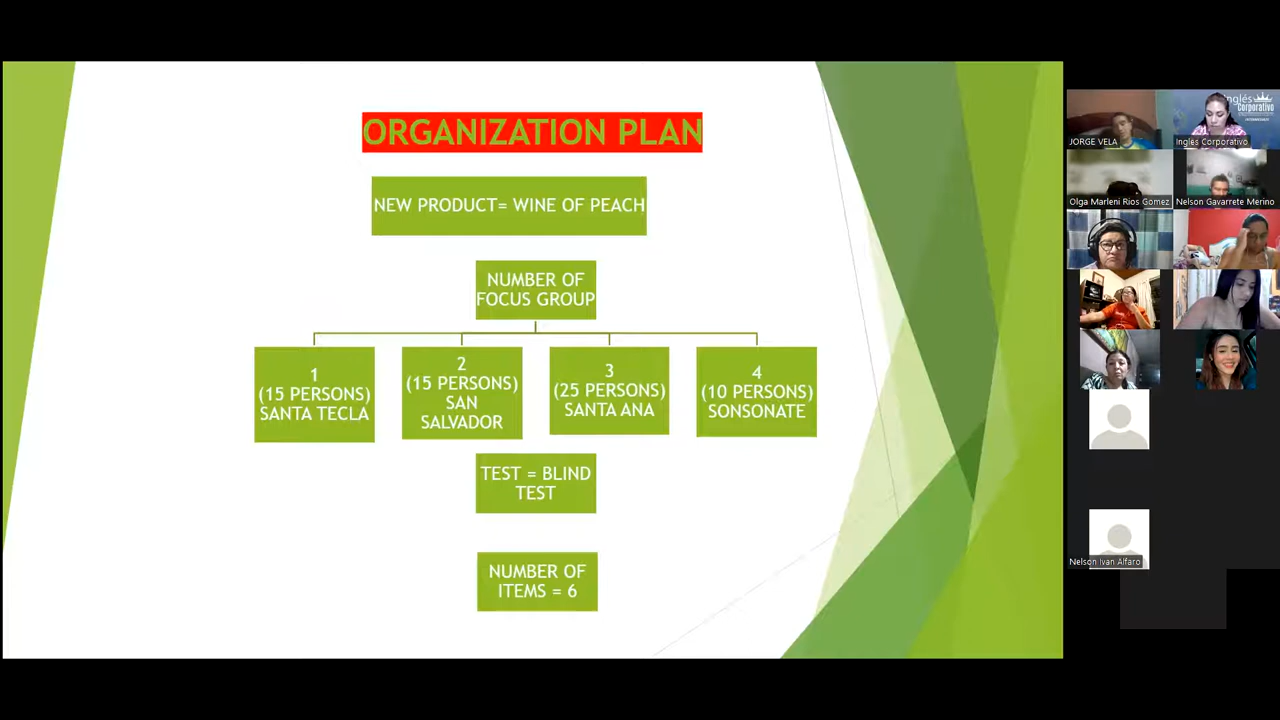 ORGANIZATION PLAN
NEW PRODUCT= WINE OF PEACH
NUMBER OF
FOCUS GROUP
1
(15 PERSONS)
SANTA TECLA
2
(15 PERSONS)
SAN
SALVADOR
3
(25 PERSONS)
SANTA ANA
4
(10 PERSONS)
SONSONATE
TEST = BLIND
TEST
NUMBER OF
ITEMS = 6
JORGE VELA
Inglés
Corporativo
Ingles Corporativo
Olga Marleni Rios Gomez
Nelson Gavarrete Merino
Nelson Ivan Alfaro